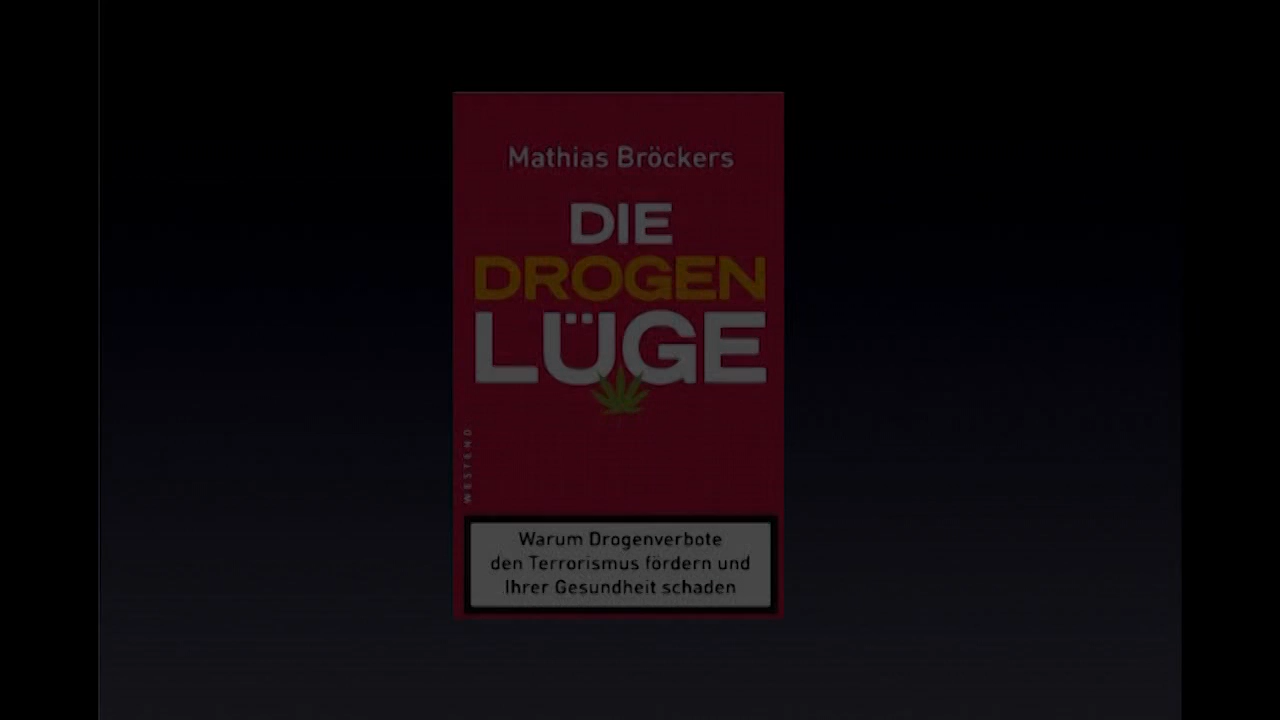 Mathias Bröckers
DIE
DROGEN
LÜGE
WESTEND
Warum Drogenverbote
den Terrorismus fördern und
Ihrer Gesundheit schaden